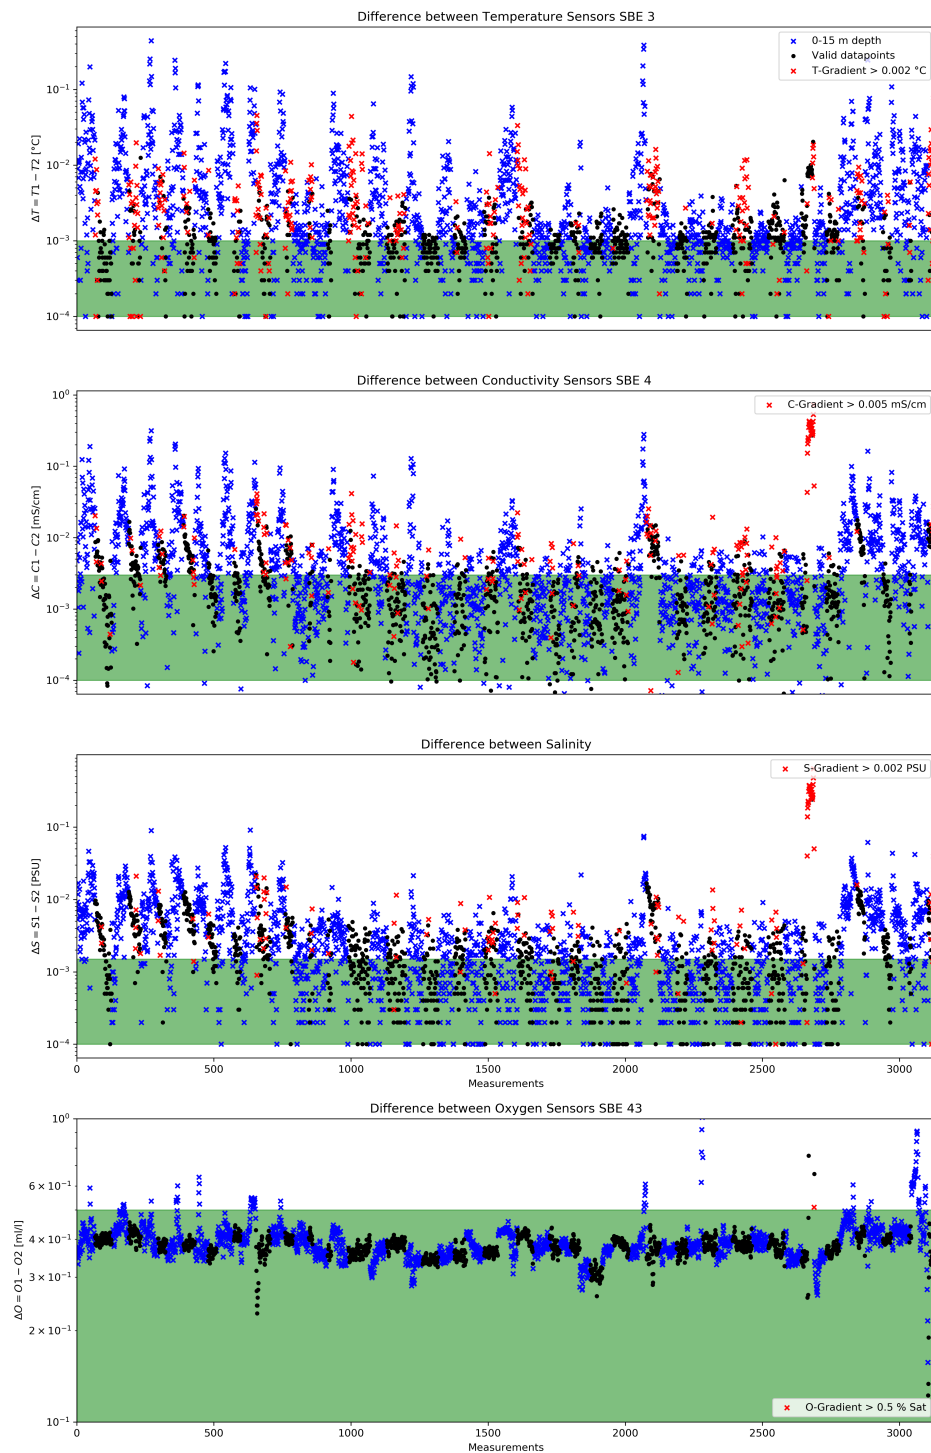 Difference between Temperature Sensors SBE 3
0-15 m depth
Valid datapoints
T-Gradient > 0.002 °C
10⁻¹
10⁻²
10⁻³
10⁻⁴
ΔT = T1 − T2 [°C]
Difference between Conductivity Sensors SBE 4
C-Gradient > 0.005 mS/cm
10⁰
10⁻¹
10⁻²
10⁻³
10⁻⁴
ΔC = C1 − C2 [mS/cm]
Difference between Salinity
S-Gradient > 0.002 PSU
10⁻¹
10⁻²
10⁻³
10⁻⁴
ΔS = S1 − S2 [PSU]
0 500 1000 1500 2000 2500 3000
Measurements
Difference between Oxygen Sensors SBE 43
10⁰
6 × 10⁻¹
4 × 10⁻¹
3 × 10⁻¹
2 × 10⁻¹
10⁻¹
ΔO = O1 − O2 [ml/l]
O-Gradient > 0.5 % Sat
0 500 1000 1500 2000 2500 3000
Measurements